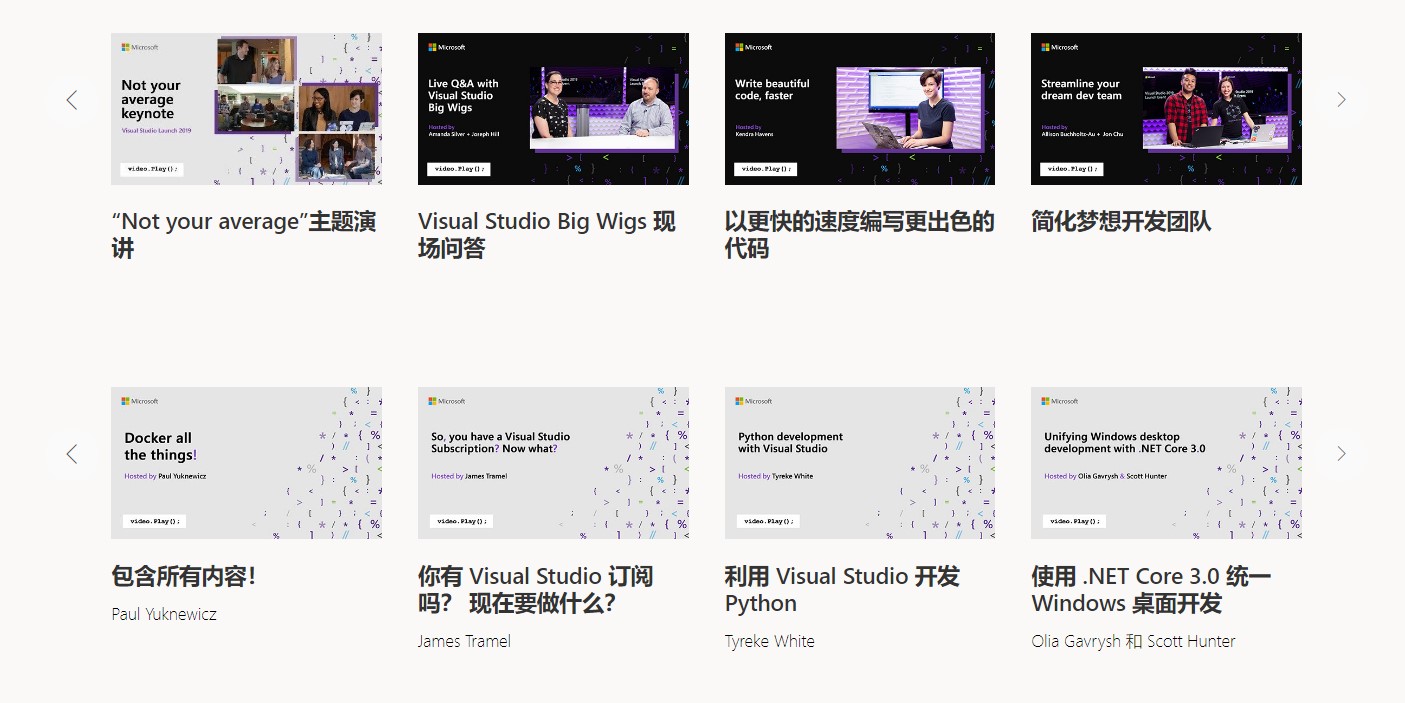 Microsoft
Not your
average
keynote
Visual Studio Launch 2019
video.Play();
Microsoft
Live Q&A with
Visual Studio
Big Wigs
Hosted by
Amanda Silver + Joseph Hill
video.Play();
Microsoft
Write beautiful
code, faster
Hosted by
Kendra Havens
video.Play();
Microsoft
Streamline your
dream dev team
Hosted by
Allison Buchholtz-Au + Jon Chu
video.Play();
“Not your average”主题演
讲
Visual Studio Big Wigs 现
场问答
以更快的速度编写更出色的
代码
简化梦想开发团队
Microsoft
Docker all
the things!
Hosted by Paul Yuknewicz
video.Play();
Microsoft
So, you have a Visual Studio
Subscription? Now what?
Hosted by James Tramel
video.Play();
Microsoft
Python development
with Visual Studio
Hosted by Tyreke White
video.Play();
Microsoft
Unifying Windows desktop
development with .NET Core 3.0
Hosted by Olia Gavrysh & Scott Hunter
video.Play();
包含所有内容！
Paul Yuknewicz
你有 Visual Studio 订阅
吗？ 现在要做什么？
James Tramel
利用 Visual Studio 开发
Python
Tyreke White
使用 .NET Core 3.0 统一
Windows 桌面开发
Olia Gavrysh 和 Scott Hunter